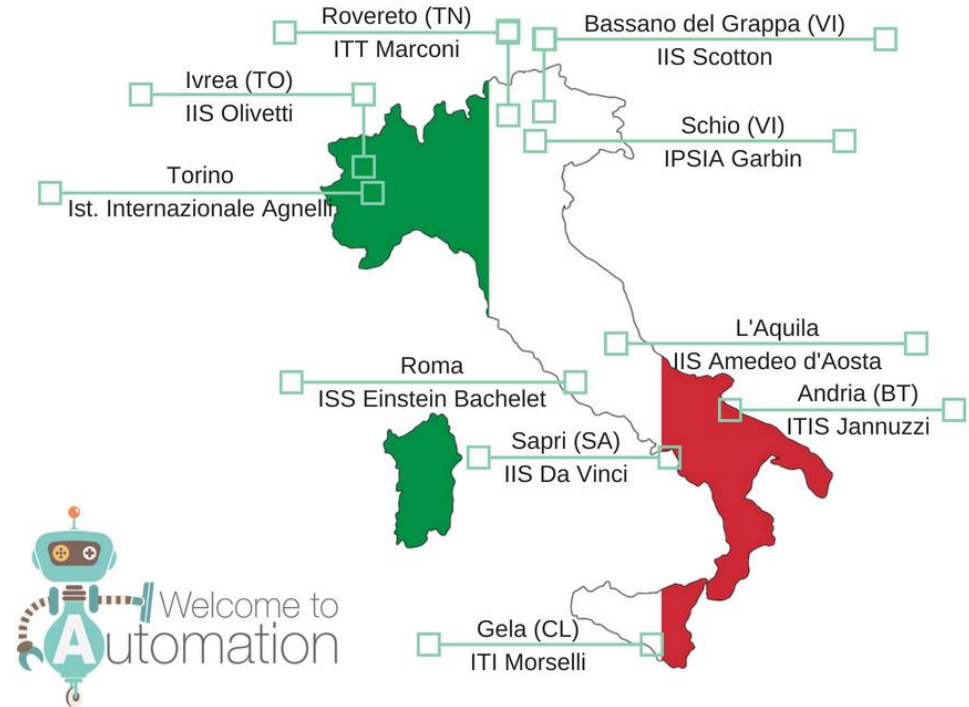 Rovereto (TN)
ITT Marconi
Bassano del Grappa (VI)
IIS Scotton
Ivrea (TO)
IIS Olivetti
Schio (VI)
IPSIA Garbin
Torino
Ist. Internazionale Agnelli
L'Aquila
IIS Amedeo d'Aosta
Roma
ISS Einstein Bachelet
Andria (BT)
ITIS Jannuzzi
Sapri (SA)
IIS Da Vinci
Gela (CL)
ITI Morselli
Welcome to
Automation